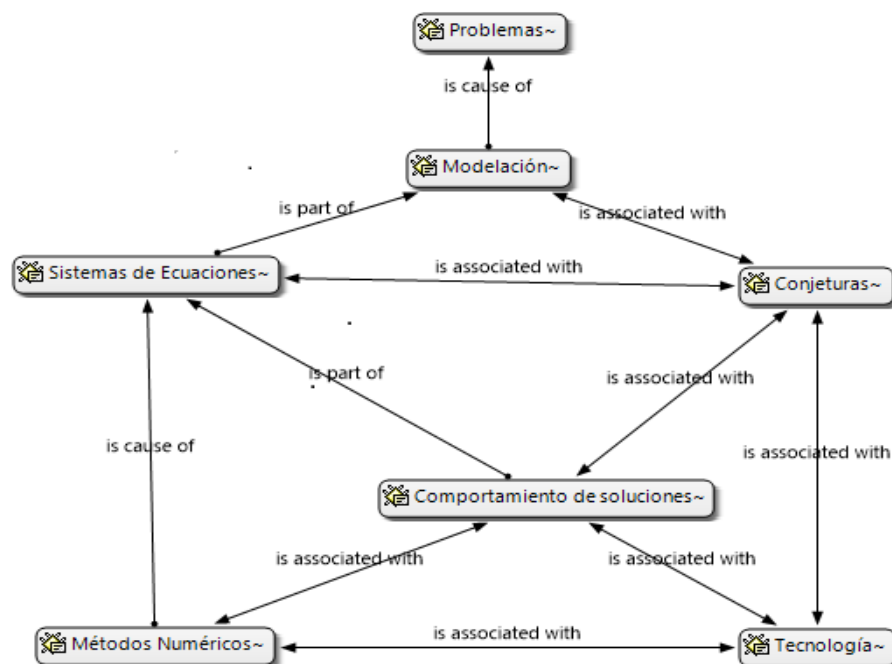 Problemas~
is cause of
Modelación~
is part of
is associated with
Sistemas de Ecuaciones~
is associated with
Conjeturas~
is part of
is associated with
is cause of
is associated with
Comportamiento de soluciones~
is associated with
is associated with
Métodos Numéricos~
is associated with
Tecnología~